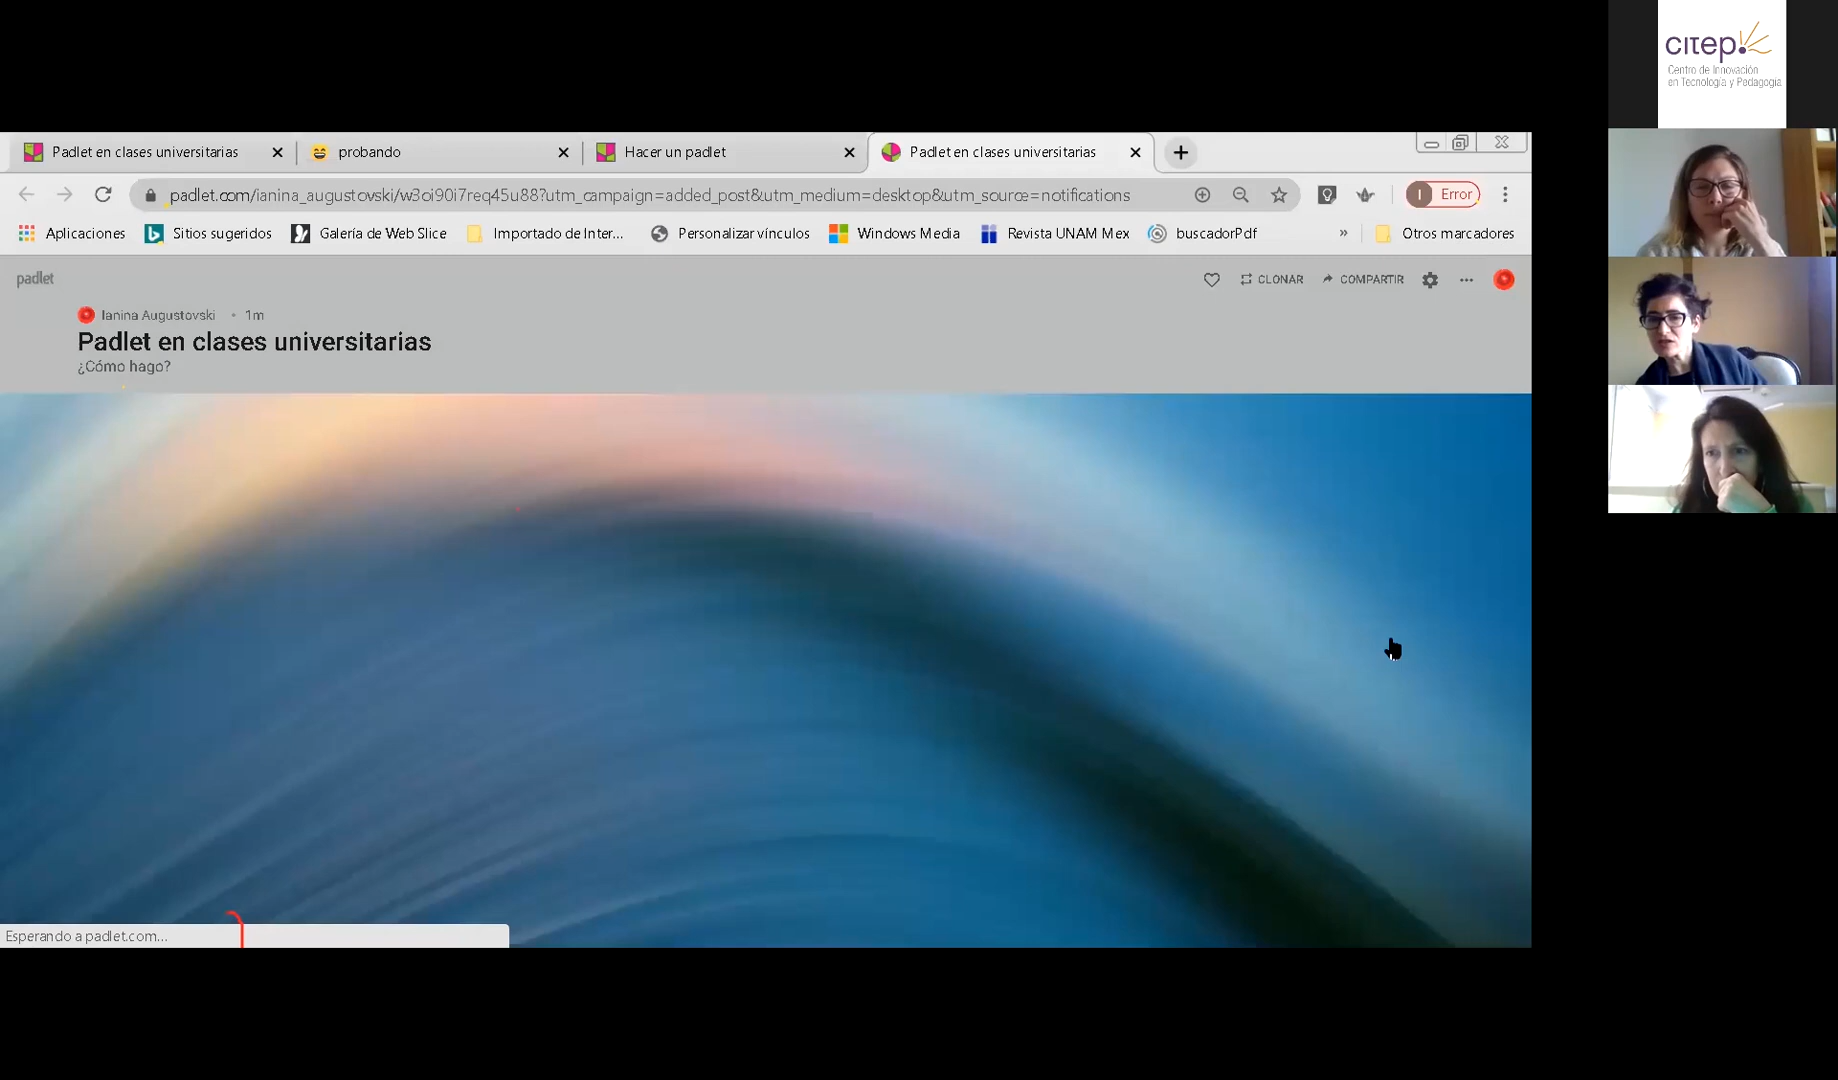 citep
Centro de Innovación
en Tecnología y Pedagogía
Padlet en clases universitarias
probando
Hacer un padlet
Padlet en clases universitarias
padlet.com/ianina_augustovski/w3oi90i7req45u88?utm_campaign=added_post&utm_medium=desktop&utm_source=notifications
I Error
Aplicaciones
Sitios sugeridos
Galería de Web Slice
Importado de Inter...
Personalizar vínculos
Windows Media
Revista UNAM Mex
buscadorPdf
»
Otros marcadores
padlet
CLONAR
COMPARTIR
Ianina Augustovski • 1m
Padlet en clases universitarias
¿Cómo hago?
Esperando a padlet.com...